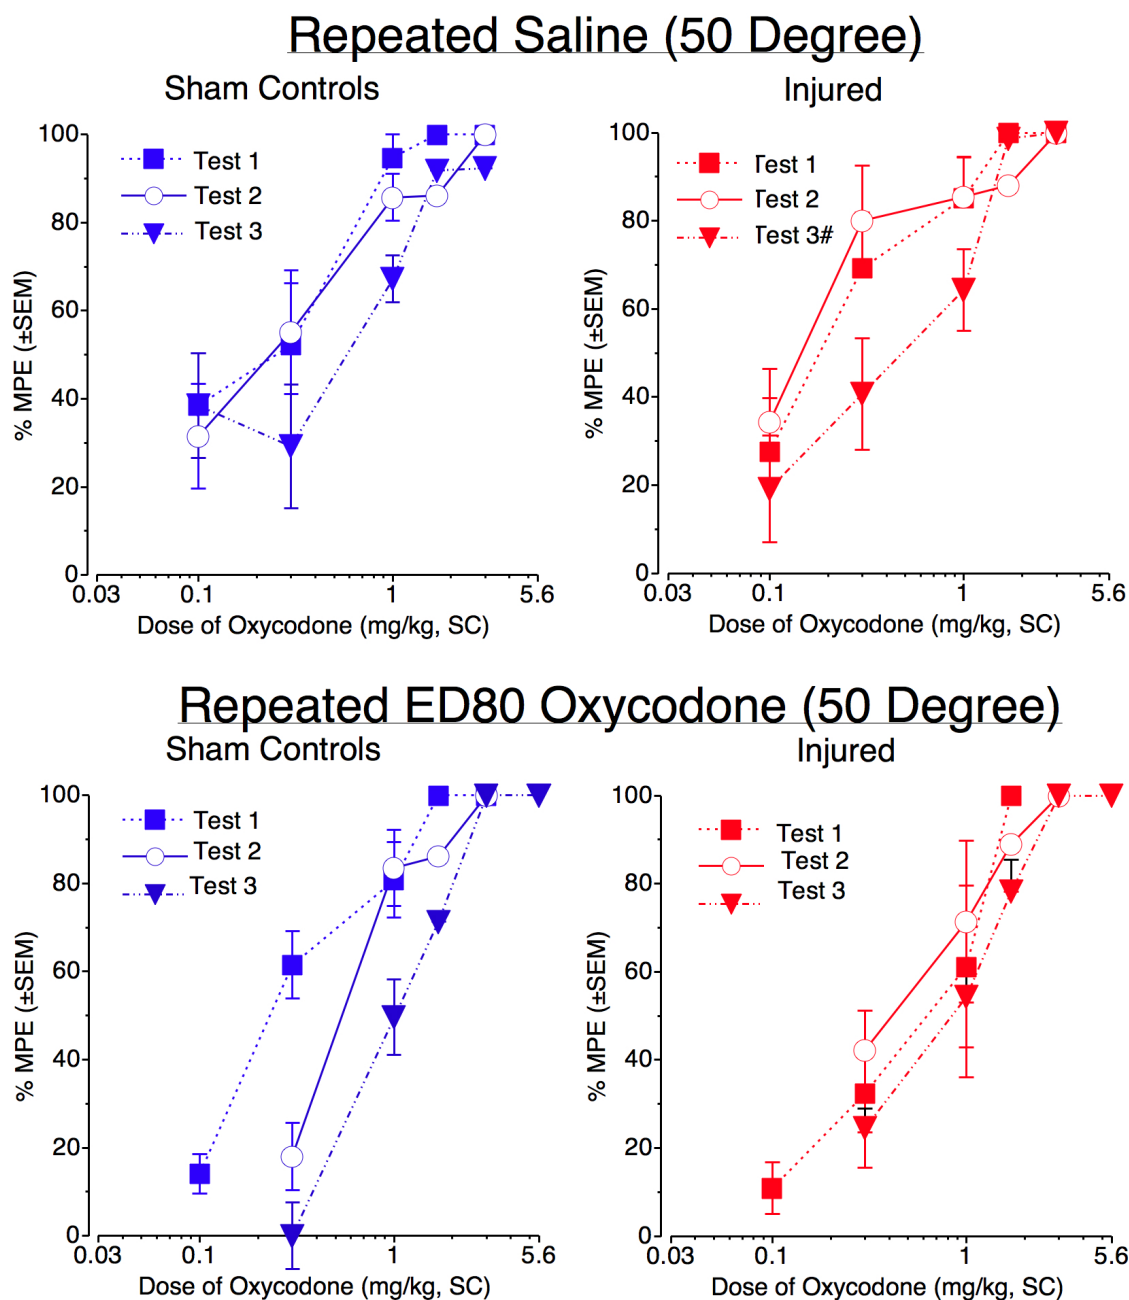 Repeated Saline (50 Degree)
Sham Controls
100
80
60
40
20
0
% MPE (±SEM)
Test 1
Test 2
Test 3
0.03 0.1 1 5.6
Dose of Oxycodone (mg/kg, SC)
Injured
100
80
60
40
20
0
% MPE (±SEM)
Test 1
Test 2
Test 3#
0.03 0.1 1 5.6
Dose of Oxycodone (mg/kg, SC)
Repeated ED80 Oxycodone (50 Degree)
Sham Controls
100
80
60
40
20
0
% MPE (±SEM)
Test 1
Test 2
Test 3
0.03 0.1 1 5.6
Dose of Oxycodone (mg/kg, SC)
Injured
100
80
60
40
20
0
% MPE (±SEM)
Test 1
Test 2
Test 3
0.03 0.1 1 5.6
Dose of Oxycodone (mg/kg, SC)